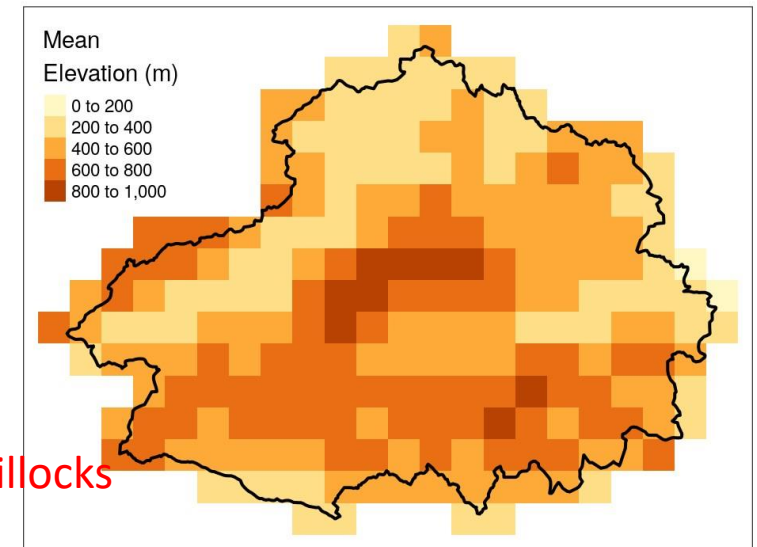 Mean
Elevation (m)
0 to 200
200 to 400
400 to 600
600 to 800
800 to 1,000
illocks